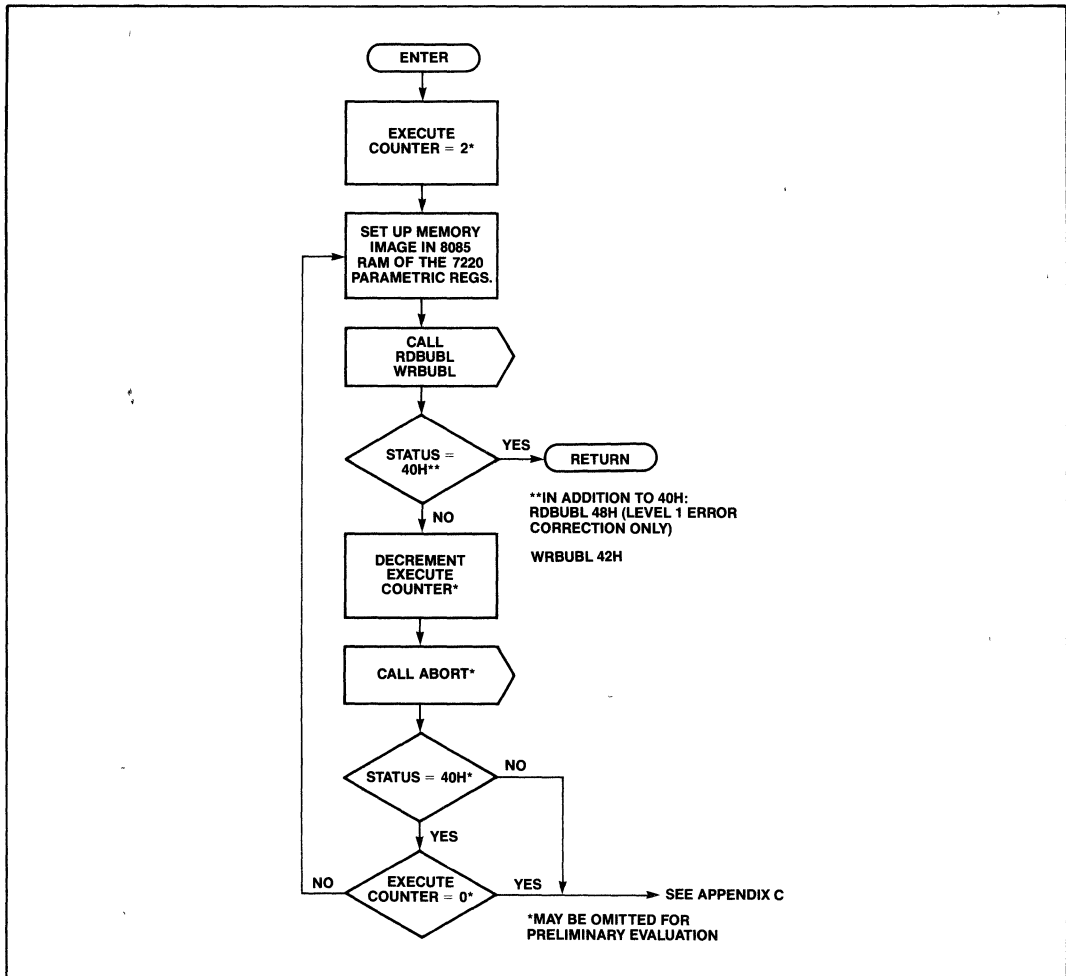 ENTER
EXECUTE
COUNTER = 2*
SET UP MEMORY
IMAGE IN 8085
RAM OF THE 7220
PARAMETRIC REGS.
CALL
RDBUBL
WRBUBL
STATUS =
40H**
YES
RETURN
**IN ADDITION TO 40H:
RDBUBL 48H (LEVEL 1 ERROR
CORRECTION ONLY)
WRBUBL 42H
NO
DECREMENT
EXECUTE
COUNTER*
CALL ABORT*
STATUS = 40H*
NO
YES
EXECUTE
COUNTER = 0*
NO
YES
SEE APPENDIX C
*MAY BE OMITTED FOR
PRELIMINARY EVALUATION